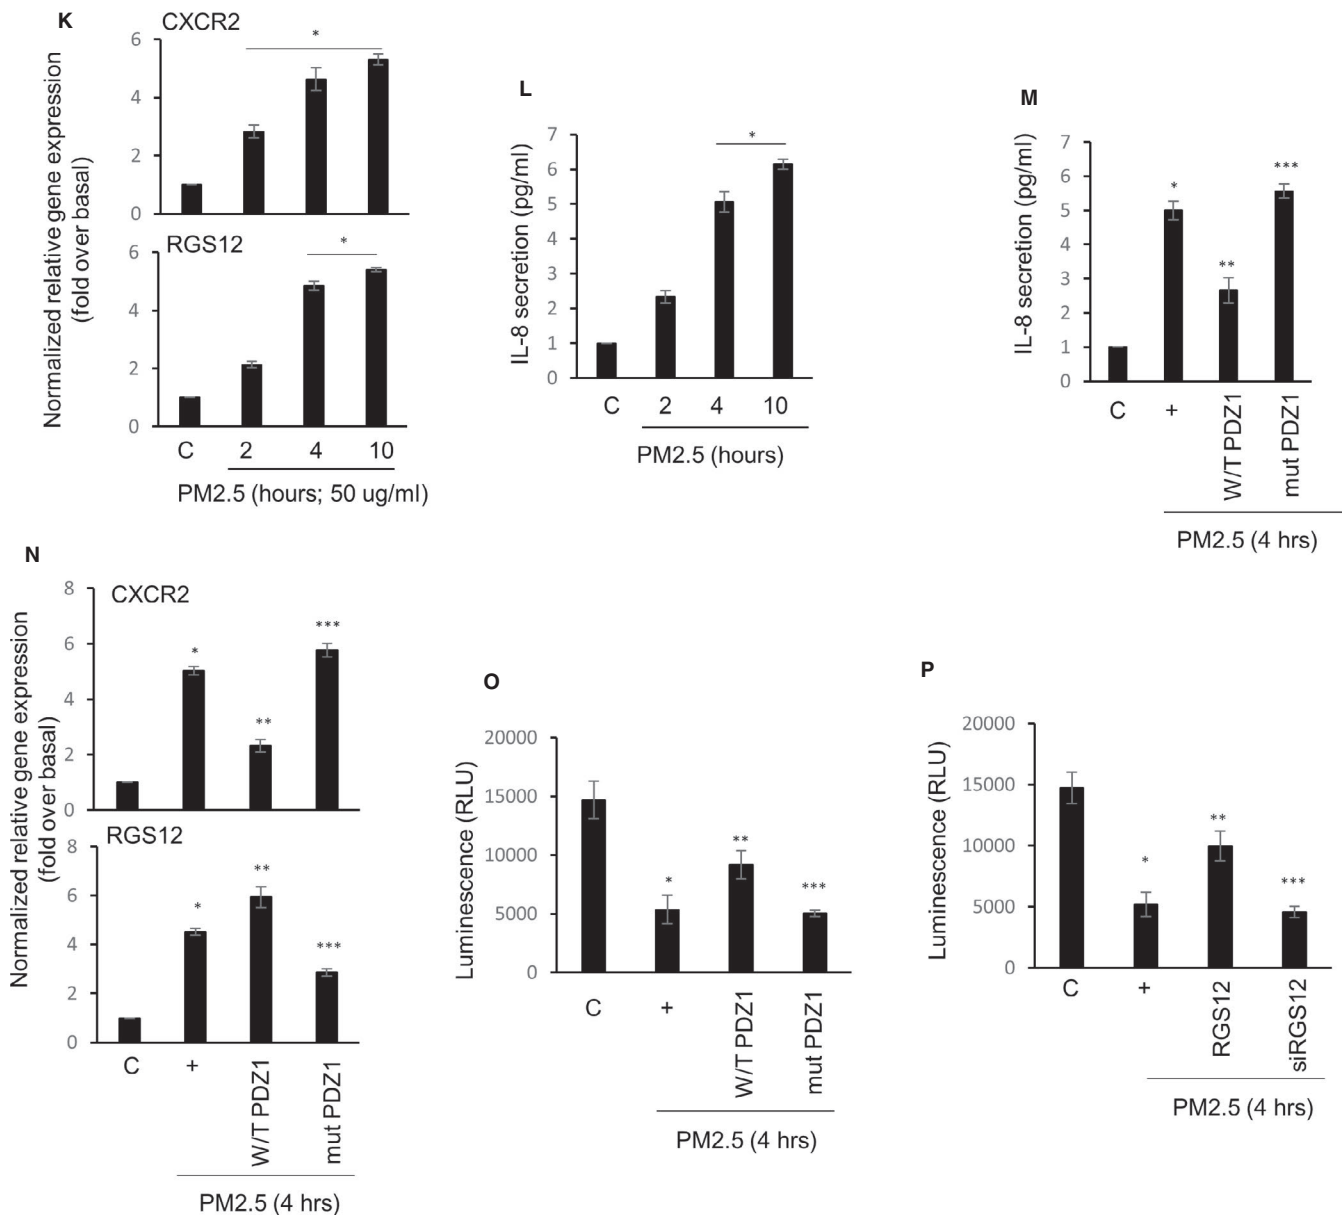 K
CXCR2
*
6
4
2
0
RGS12
*
6
4
2
0
Normalized relative gene expression
(fold over basal)
C 2 4 10
PM2.5 (hours; 50 ug/ml)
L
*
7
6
5
4
3
2
1
0
IL-8 secretion (pg/ml)
C 2 4 10
PM2.5 (hours)
M
7
6
5
4
3
2
1
0
IL-8 secretion (pg/ml)
* ** ***
C + W/T PDZ1 mut PDZ1
PM2.5 (4 hrs)
N
CXCR2
8
6
4
2
0
* ** ***
RGS12
8
6
4
2
0
* ** ***
Normalized relative gene expression
(fold over basal)
C + W/T PDZ1 mut PDZ1
PM2.5 (4 hrs)
O
20000
15000
10000
5000
0
Luminescence (RLU)
* ** ***
C + W/T PDZ1 mut PDZ1
PM2.5 (4 hrs)
P
20000
15000
10000
5000
0
Luminescence (RLU)
* ** ***
C + RGS12 siRGS12
PM2.5 (4 hrs)